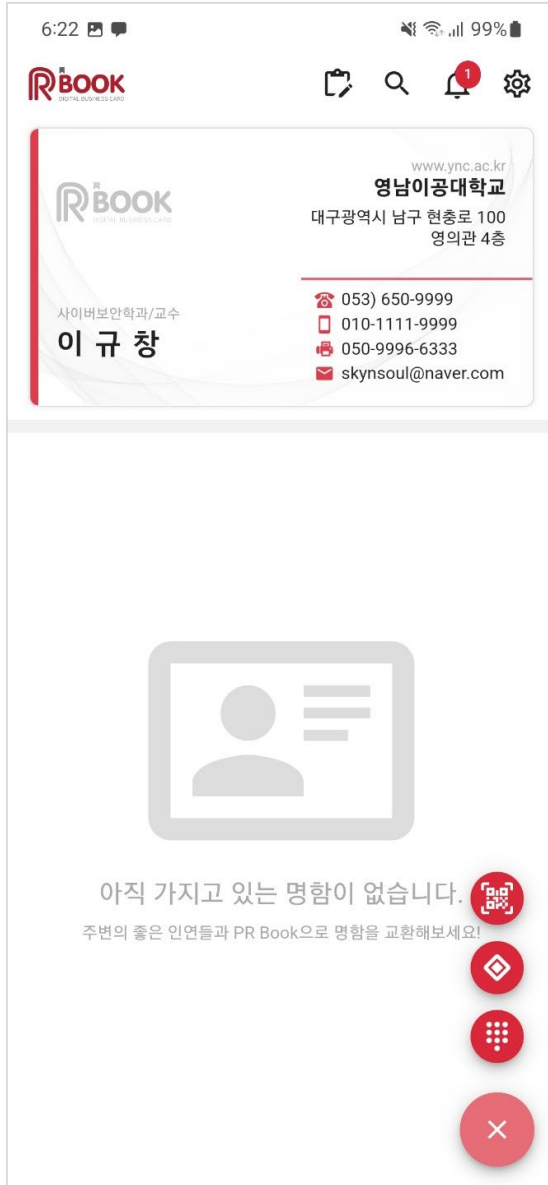 6:22
99%
RBOOK
DIGITAL BUSINESS CARD
1
RBOOK
DIGITAL BUSINESS CARD
www.ync.ac.kr
영남이공대학교
대구광역시 남구 현충로 100
영의관 4층
사이버보안학과/교수
이 규 창
053) 650-9999
010-1111-9999
050-9996-6333
skynsoul@naver.com
아직 가지고 있는 명함이 없습니다.
주변의 좋은 인연들과 PR Book으로 명함을 교환해보세요!